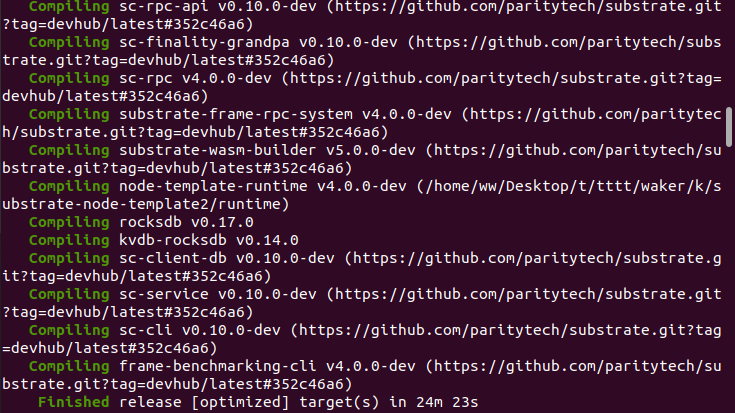 Compiling sc-rpc-api v0.10.0-dev (https://github.com/paritytech/substrate.git
?tag=devhub/latest#352c46a6)
Compiling sc-finality-grandpa v0.10.0-dev (https://github.com/paritytech/subs
trate.git?tag=devhub/latest#352c46a6)
Compiling sc-rpc v4.0.0-dev (https://github.com/paritytech/substrate.git?tag=
devhub/latest#352c46a6)
Compiling substrate-frame-rpc-system v4.0.0-dev (https://github.com/paritytec
h/substrate.git?tag=devhub/latest#352c46a6)
Compiling substrate-wasm-builder v5.0.0-dev (https://github.com/paritytech/su
bstrate.git?tag=devhub/latest#352c46a6)
Compiling node-template-runtime v4.0.0-dev (/home/ww/Desktop/t/tttt/waker/k/s
ubstrate-node-template2/runtime)
Compiling rocksdb v0.17.0
Compiling kvdb-rocksdb v0.14.0
Compiling sc-client-db v0.10.0-dev (https://github.com/paritytech/substrate.g
it?tag=devhub/latest#352c46a6)
Compiling sc-service v0.10.0-dev (https://github.com/paritytech/substrate.git
?tag=devhub/latest#352c46a6)
Compiling sc-cli v0.10.0-dev (https://github.com/paritytech/substrate.git?tag
=devhub/latest#352c46a6)
Compiling frame-benchmarking-cli v4.0.0-dev (https://github.com/paritytech/su
bstrate.git?tag=devhub/latest#352c46a6)
Finished release [optimized] target(s) in 24m 23s